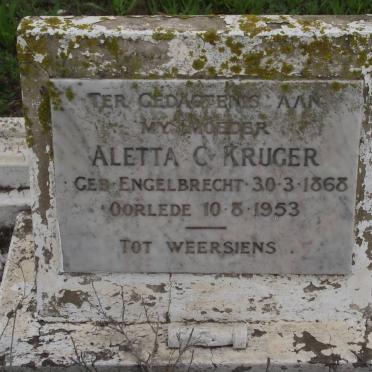 TER GEDAGTENIS AAN
MY MOEDER
ALETTA C. KRUGER
GEB. ENGELBRECHT. 30.3.1868
OORLEDE 10.8.1953
TOT WEERSIENS